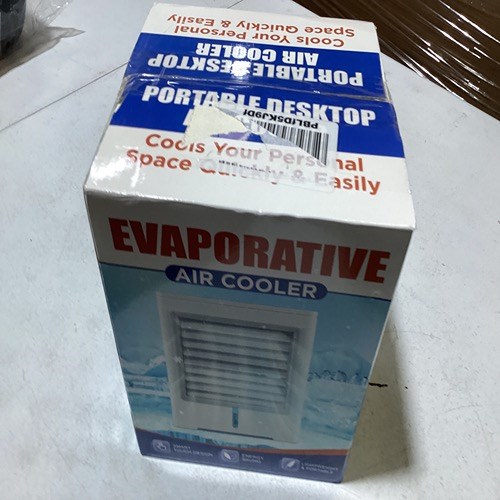 Cools Your Personal
Space Quickly & Easily
PORTABLE DESKTOP
AIR COOLER
PORTABLE DESKTOP
Cools Your Personal
Space Quickly & Easily
EVAPORATIVE
AIR COOLER